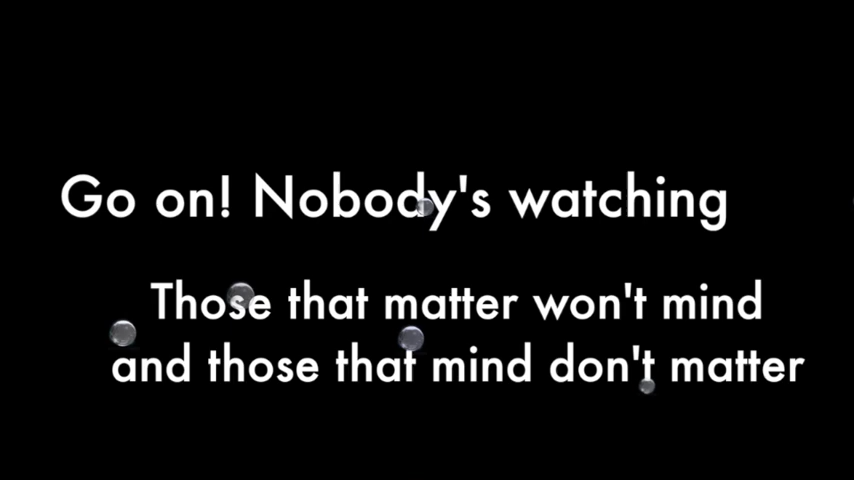 Go on! Nobody's watching
Those that matter won't mind
and those that mind don't matter